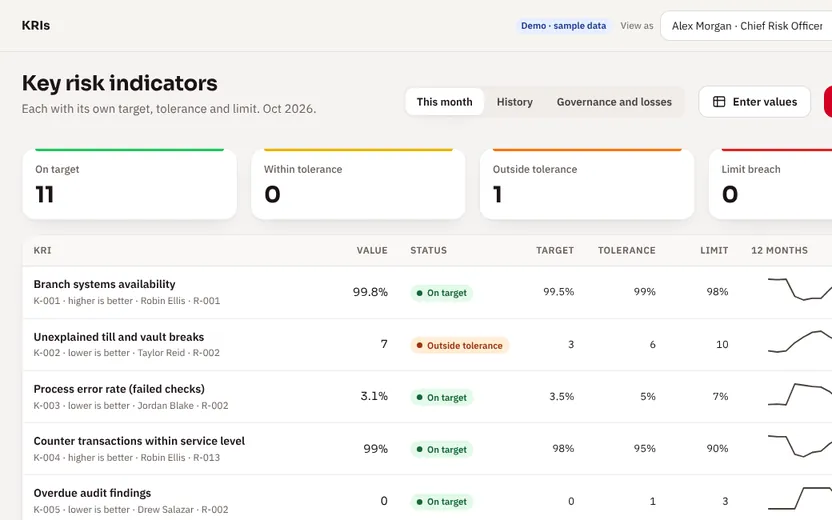 KRIs
Demo · sample data
View as
Alex Morgan · Chief Risk Officer
Key risk indicators
Each with its own target, tolerance and limit. Oct 2026.
This month
History
Governance and losses
Enter values
On target
11
Within tolerance
0
Outside tolerance
1
Limit breach
0
KRI VALUE STATUS TARGET TOLERANCE LIMIT 12 MONTHS
Branch systems availability
K-001 · higher is better · Robin Ellis · R-001
99.8% On target 99.5% 99% 98%
Unexplained till and vault breaks
K-002 · lower is better · Taylor Reid · R-002
7 Outside tolerance 3 6 10
Process error rate (failed checks)
K-003 · lower is better · Jordan Blake · R-002
3.1% On target 3.5% 5% 7%
Counter transactions within service level
K-004 · higher is better · Robin Ellis · R-013
99% On target 98% 95% 90%
Overdue audit findings
K-005 · lower is better · Drew Salazar · R-002
0 On target 0 1 3